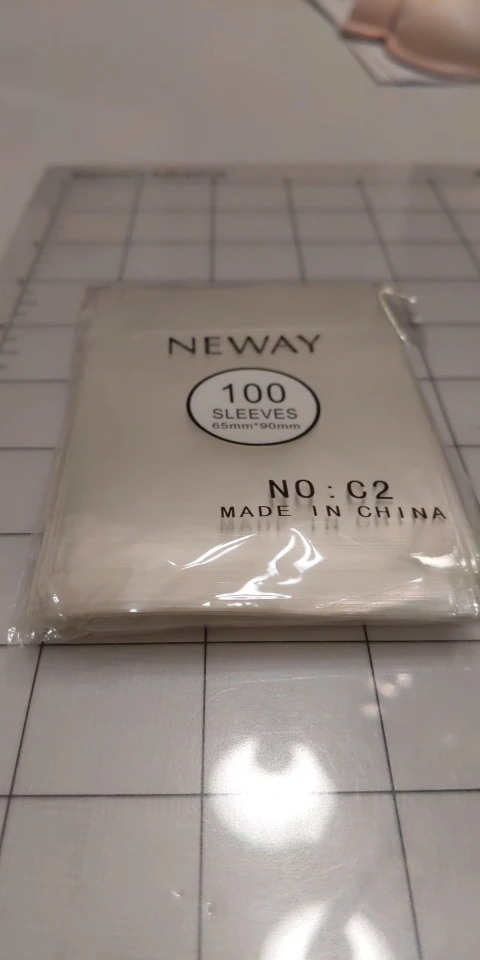 NEWAY
100
SLEEVES
65mm*90mm
NO:C2
MADE IN CHINA